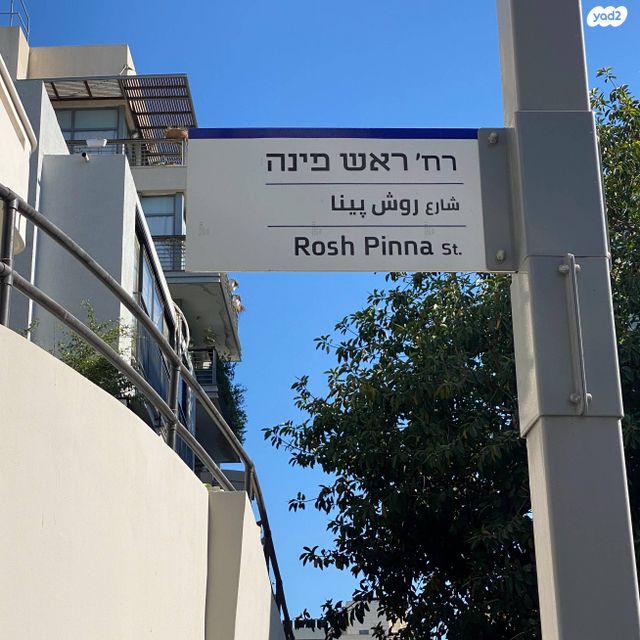 yad2
רח׳ ראש פינה
شارع روش پينا
Rosh Pinna St.